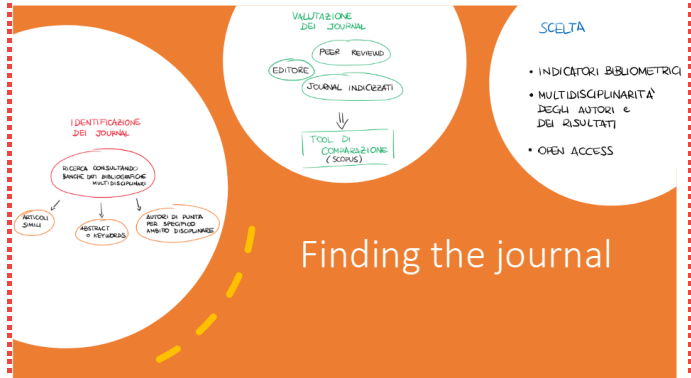 IDENTIFICAZIONE
DEI JOURNAL
RICERCA CONSULTANDO
BANCHE DATI BIBLIOGRAFICHE
MULTIDISCIPLINARI
ARTICOLI
SIMILI
ABSTRACT
O KEYWORDS
AUTORI DI PUNTA
PER SPECIFICO
AMBITO DISCIPLINARE
VALUTAZIONE
DEI JOURNAL
PEER REVIEWD
EDITORE
JOURNAL INDICIZZATI
TOOL DI
COMPARAZIONE
(SCOPUS)
SCELTA
• INDICATORI BIBLIOMETRICI
• MULTIDISCIPLINARITÀ
DEGLI AUTORI e
DEI RISULTATI
• OPEN ACCESS
Finding the journal